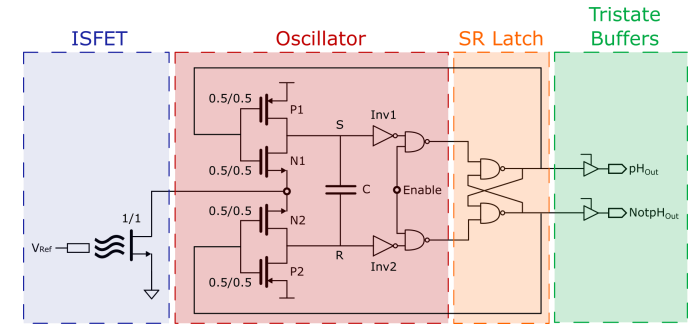 ISFET
Oscillator
SR Latch
Tristate
Buffers
0.5/0.5
P1
S
Inv1
0.5/0.5
N1
C
Enable
pHOut
1/1
0.5/0.5
N2
NotpHOut
VRef
R
Inv2
P2
0.5/0.5